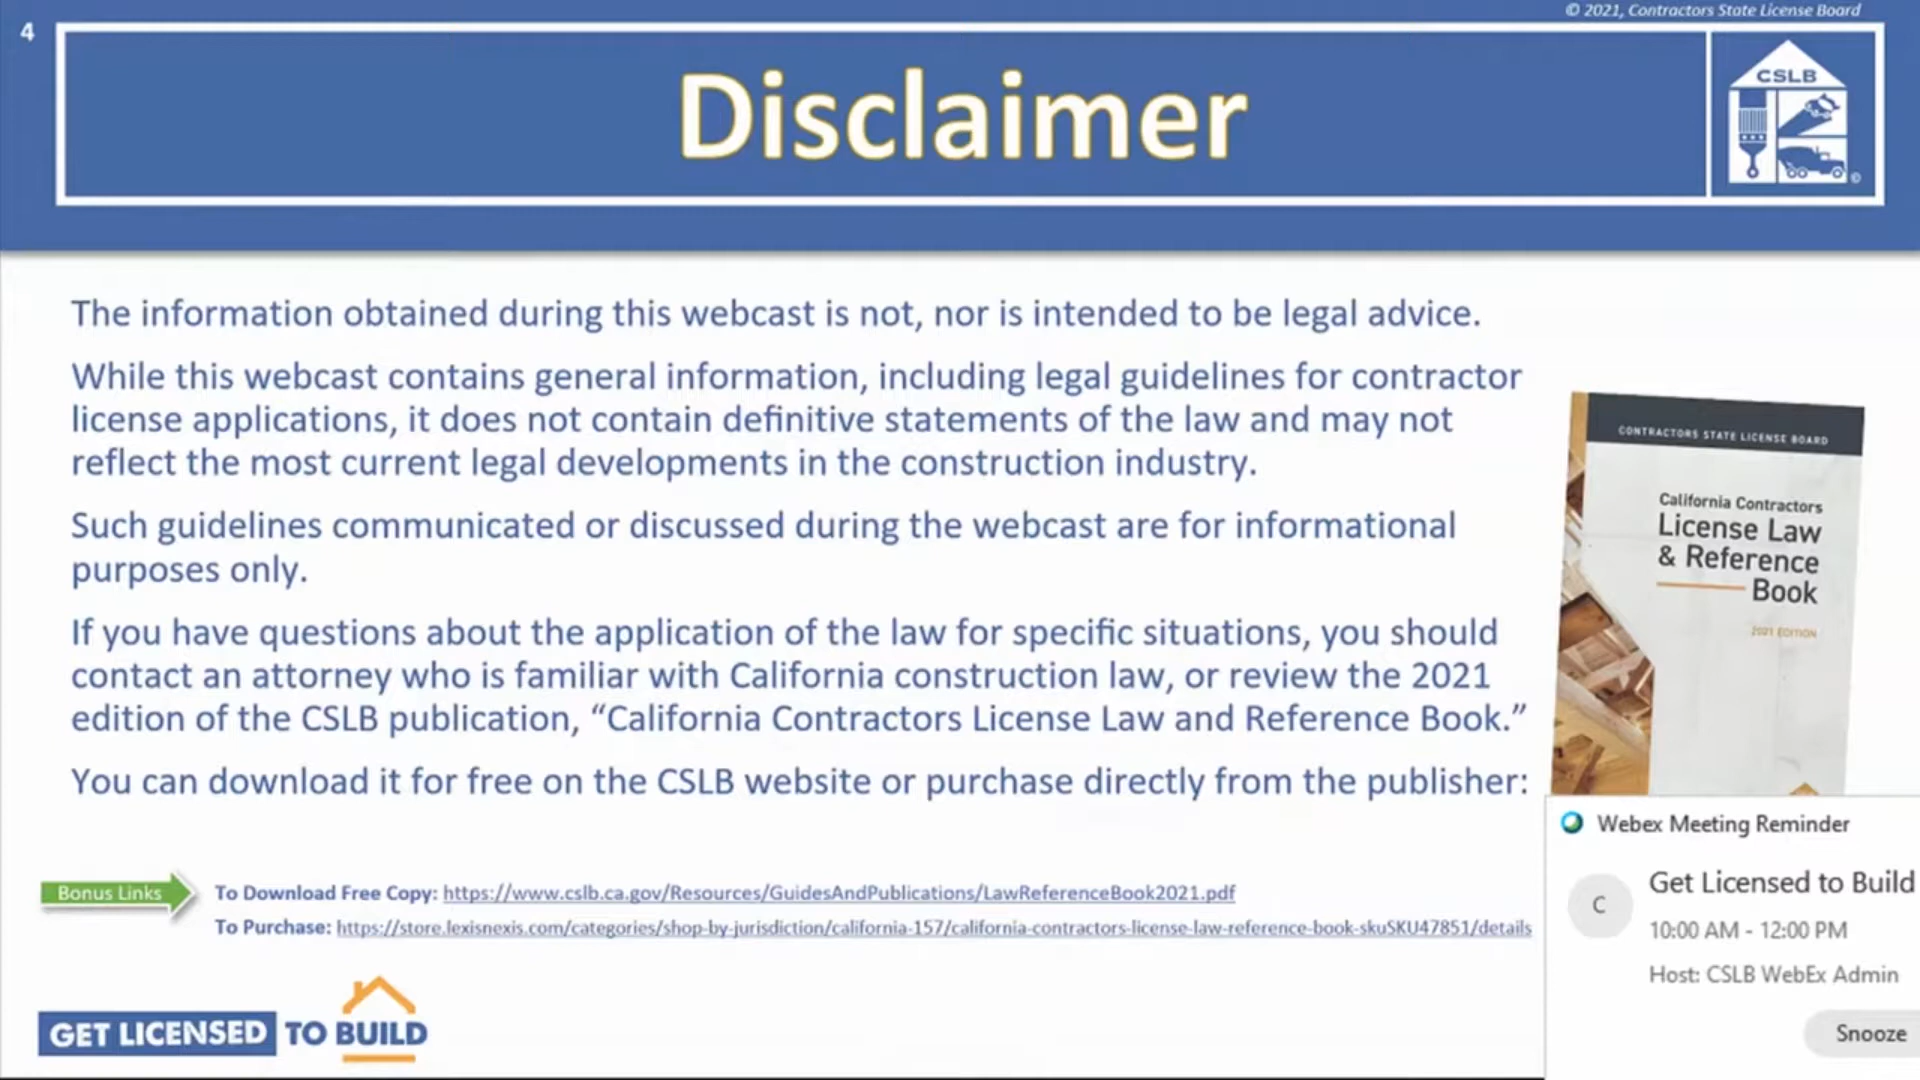 © 2021, Contractors State License Board
4
Disclaimer
CSLB
©
The information obtained during this webcast is not, nor is intended to be legal advice.
While this webcast contains general information, including legal guidelines for contractor
license applications, it does not contain definitive statements of the law and may not
reflect the most current legal developments in the construction industry.
Such guidelines communicated or discussed during the webcast are for informational
purposes only.
If you have questions about the application of the law for specific situations, you should
contact an attorney who is familiar with California construction law, or review the 2021
edition of the CSLB publication, “California Contractors License Law and Reference Book.”
You can download it for free on the CSLB website or purchase directly from the publisher:
CONTRACTORS STATE LICENSE BOARD
California Contractors
License Law
& Reference
Book
2021 EDITION
Bonus Links
To Download Free Copy: https://www.cslb.ca.gov/Resources/GuidesAndPublications/LawReferenceBook2021.pdf
To Purchase: https://store.lexisnexis.com/categories/shop-by-jurisdiction/california-157/california-contractors-license-law-reference-book-skuSKU47851/details
Webex Meeting Reminder
C
Get Licensed to Build
10:00 AM - 12:00 PM
Host: CSLB WebEx Admin
Snooze
GET LICENSED TO BUILD